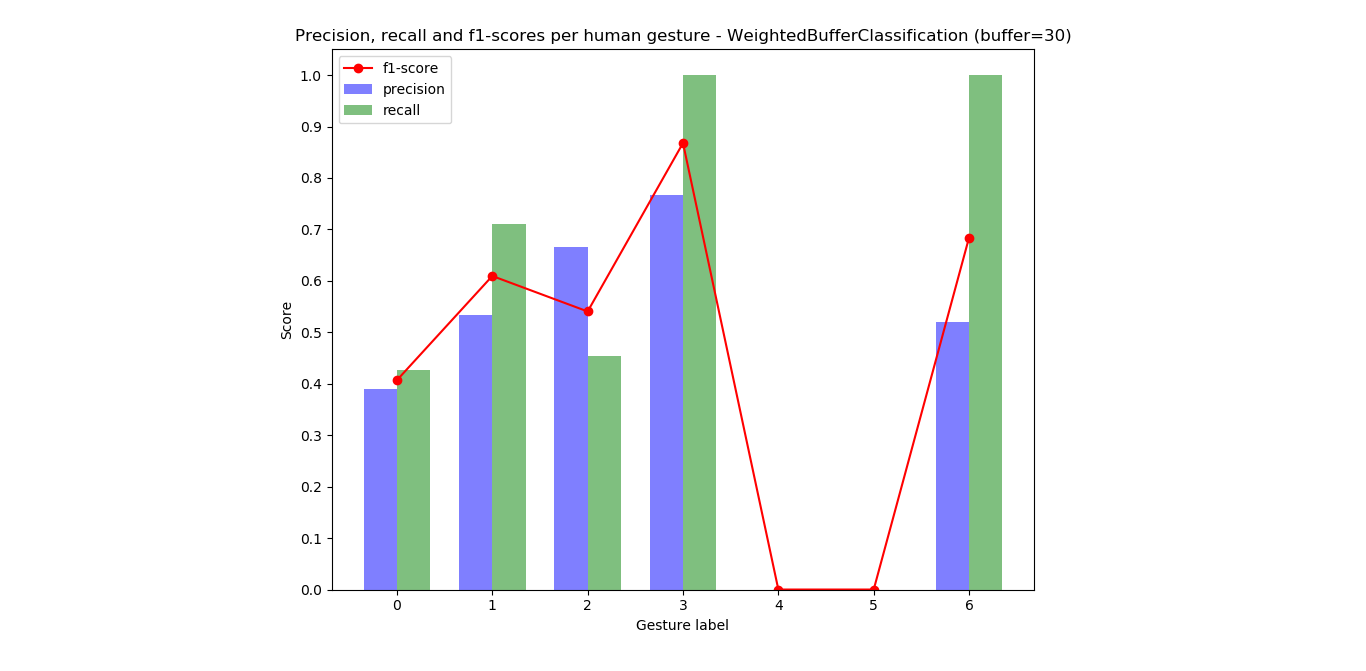 Precision, recall and f1-scores per human gesture - WeightedBufferClassification (buffer=30)
f1-score
precision
recall
1.0
0.9
0.8
0.7
0.6
0.5
0.4
0.3
0.2
0.1
0.0
Score
0 1 2 3 4 5 6
Gesture label